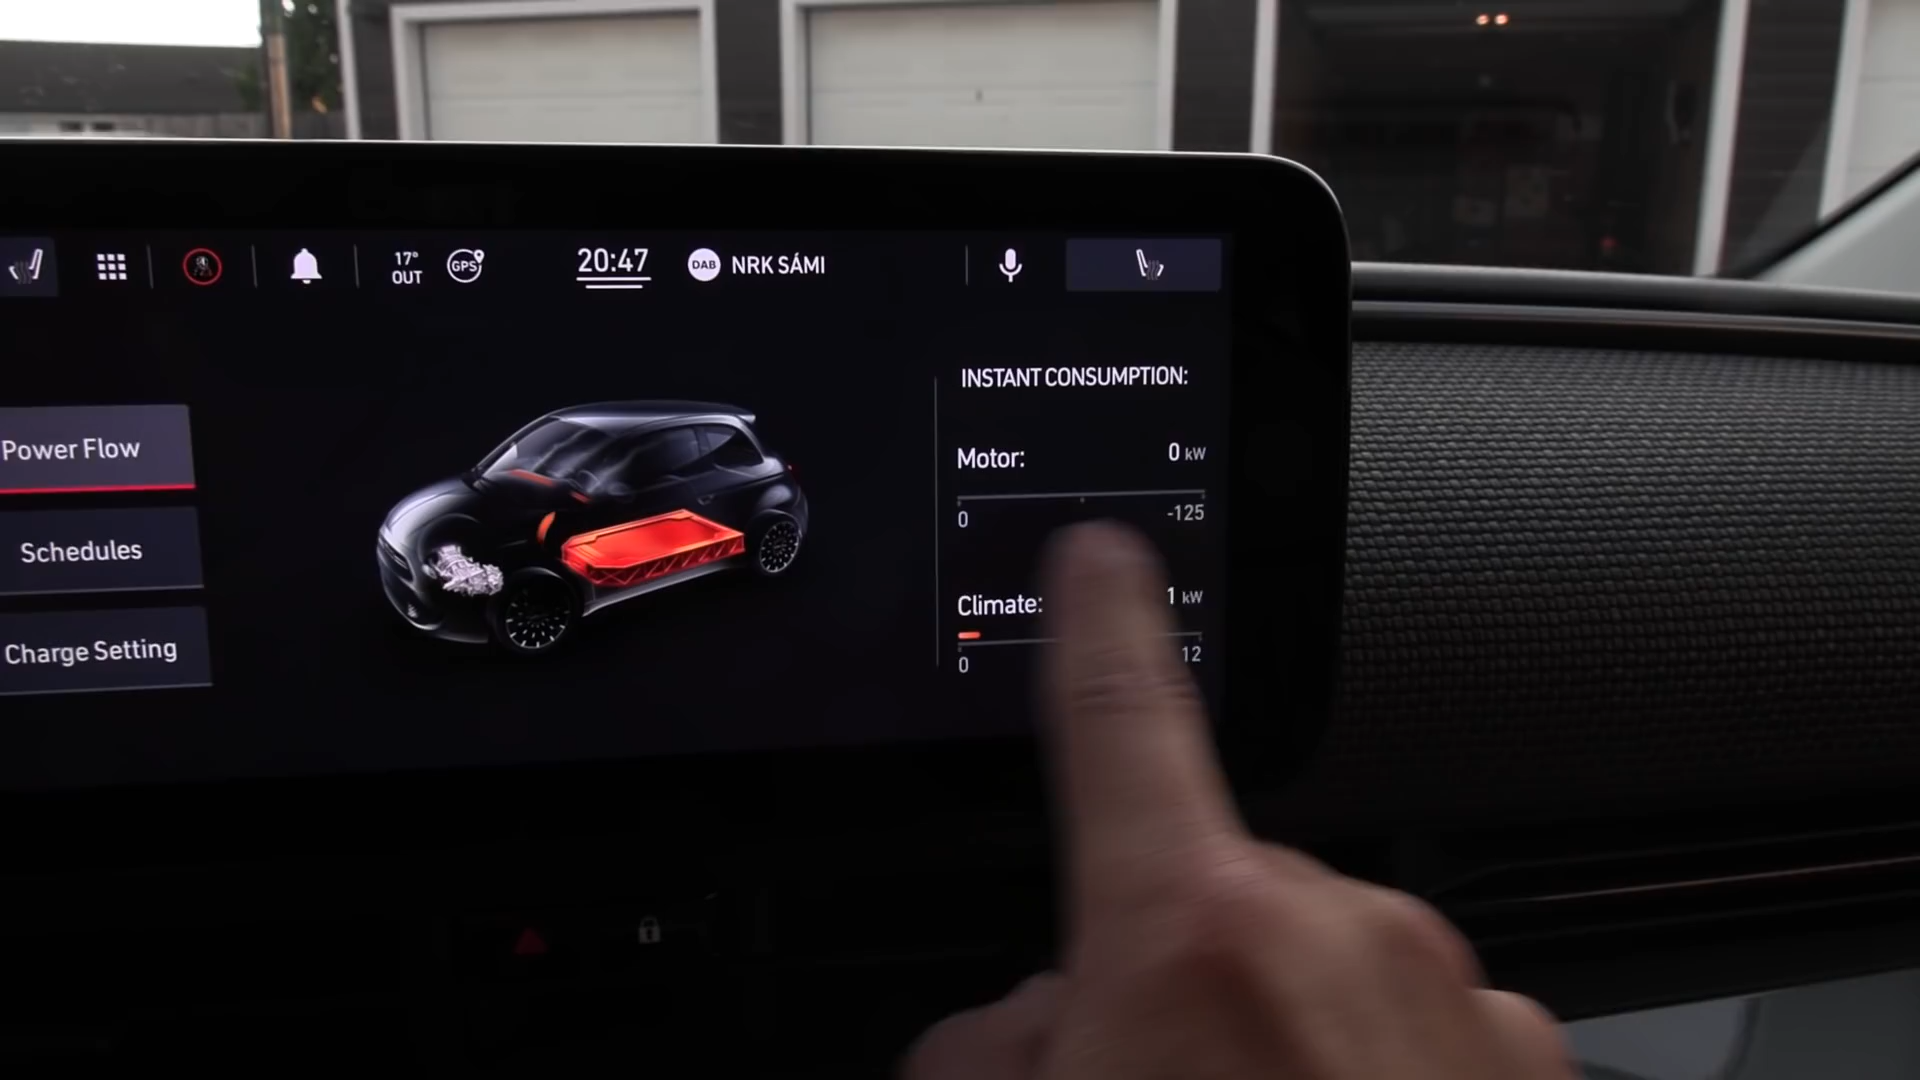 17° OUT
GPS
20:47
DAB NRK SÁMI
Power Flow
Schedules
Charge Setting
INSTANT CONSUMPTION:
Motor: 0 kW
0 -125
Climate: 1 kW
0 12